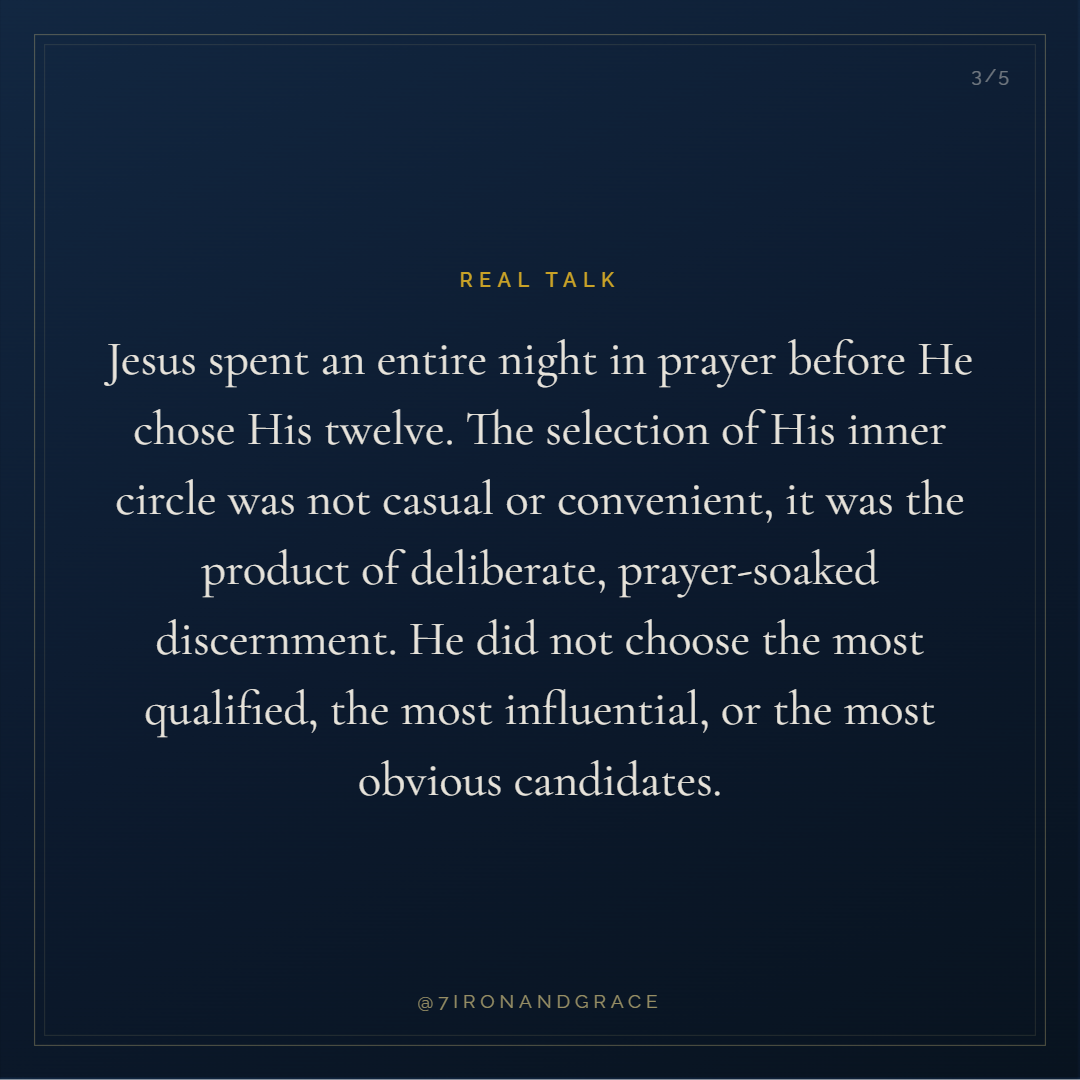 3/5
REAL TALK
Jesus spent an entire night in prayer before He
chose His twelve. The selection of His inner
circle was not casual or convenient, it was the
product of deliberate, prayer-soaked
discernment. He did not choose the most
qualified, the most influential, or the most
obvious candidates.
@7IRONANDGRACE